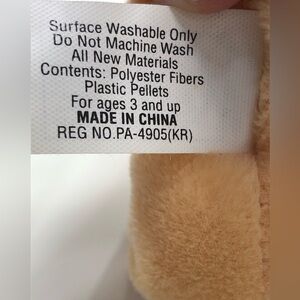 Surface Washable Only
Do Not Machine Wash
All New Materials
Contents: Polyester Fibers
Plastic Pellets
For ages 3 and up
MADE IN CHINA
REG NO.PA-4905(KR)